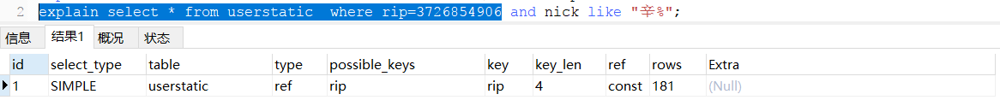 2 explain select * from userstatic  where rip=3726854906 and nick like "辛%";
信息 结果1 概况 状态
id select_type table type possible_keys key key_len ref rows Extra
1 SIMPLE userstatic ref rip rip 4 const 181 (Null)